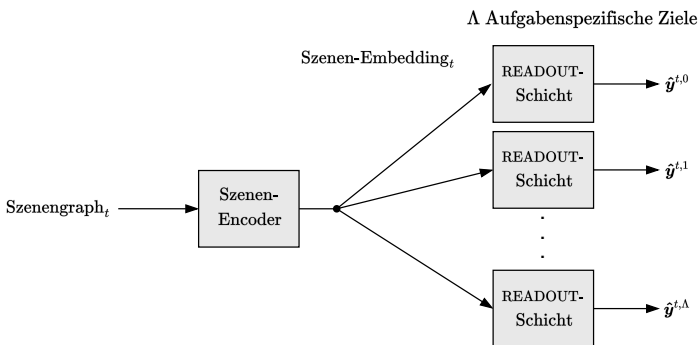 Λ Aufgabenspezifische Ziele
Szenen-Embedding_t
READOUT-
Schicht
ŷ^{t,0}
READOUT-
Schicht
ŷ^{t,1}
Szenengraph_t
Szenen-
Encoder
READOUT-
Schicht
ŷ^{t,Λ}